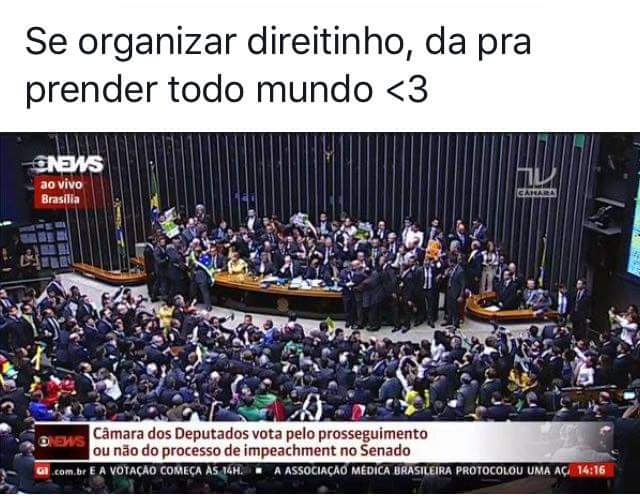 Se organizar direitinho, da pra
prender todo mundo <3
NEWS
ao vivo
Brasília
TV
CÂMARA
NEWS
Câmara dos Deputados vota pelo prosseguimento
ou não do processo de impeachment no Senado
G1 .com.br E A VOTAÇÃO COMEÇA ÀS 14H. ■ A ASSOCIAÇÃO MÉDICA BRASILEIRA PROTOCOLOU UMA AÇ 14:16